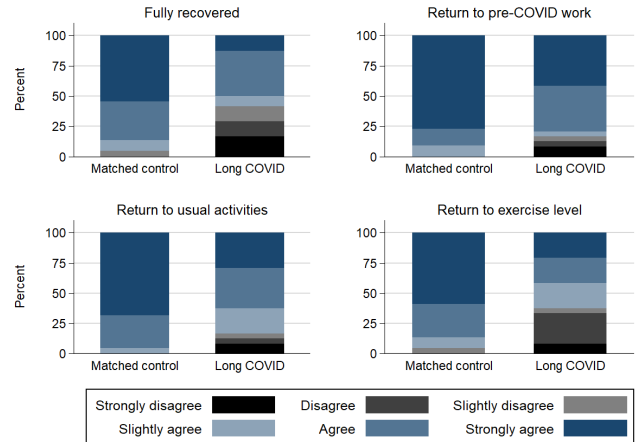 Fully recovered
Return to pre-COVID work
100
75
50
25
0
Percent
Matched control
Long COVID
100
75
50
25
0
Matched control
Long COVID
Return to usual activities
Return to exercise level
100
75
50
25
0
Percent
Matched control
Long COVID
100
75
50
25
0
Matched control
Long COVID
Strongly disagree
Disagree
Slightly disagree
Slightly agree
Agree
Strongly agree